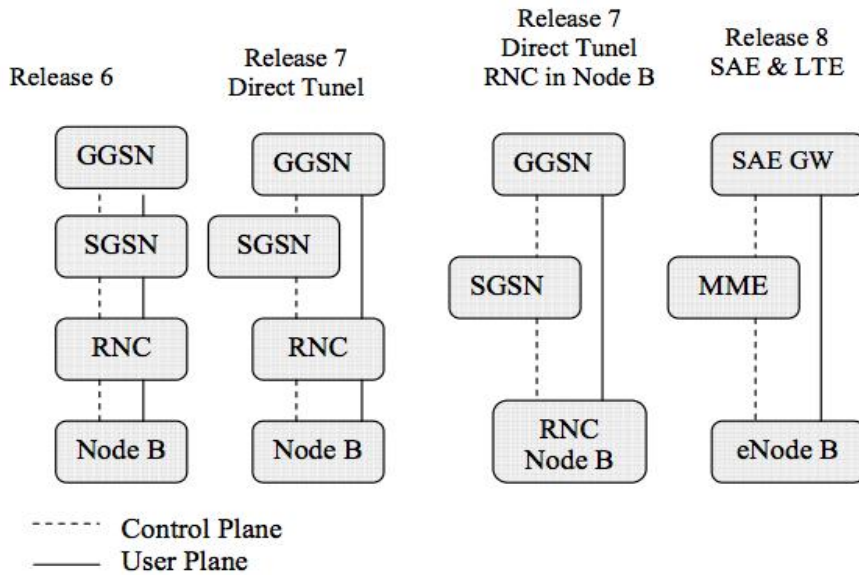 Release 6
GGSN
SGSN
RNC
Node B
Release 7
Direct Tunel
GGSN
SGSN
RNC
Node B
Release 7
Direct Tunel
RNC in Node B
GGSN
SGSN
RNC
Node B
Release 8
SAE & LTE
SAE GW
MME
eNode B
Control Plane
User Plane